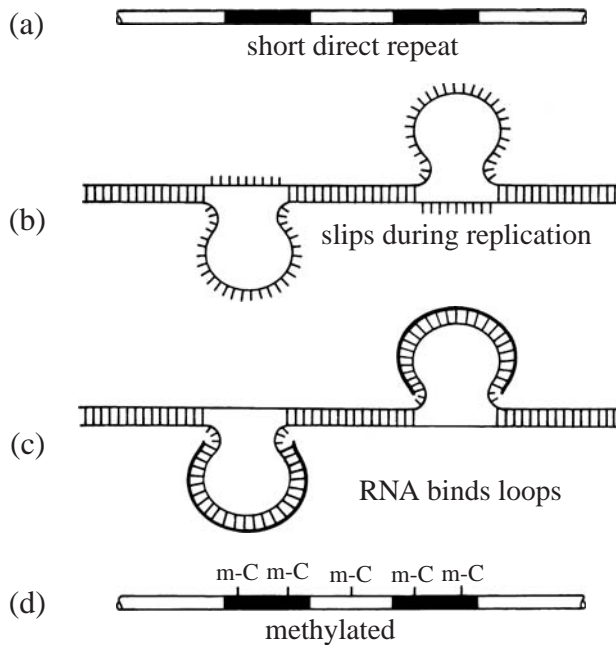 (a)
short direct repeat
(b)
slips during replication
(c)
RNA binds loops
m-C m-C m-C m-C m-C
(d)
methylated